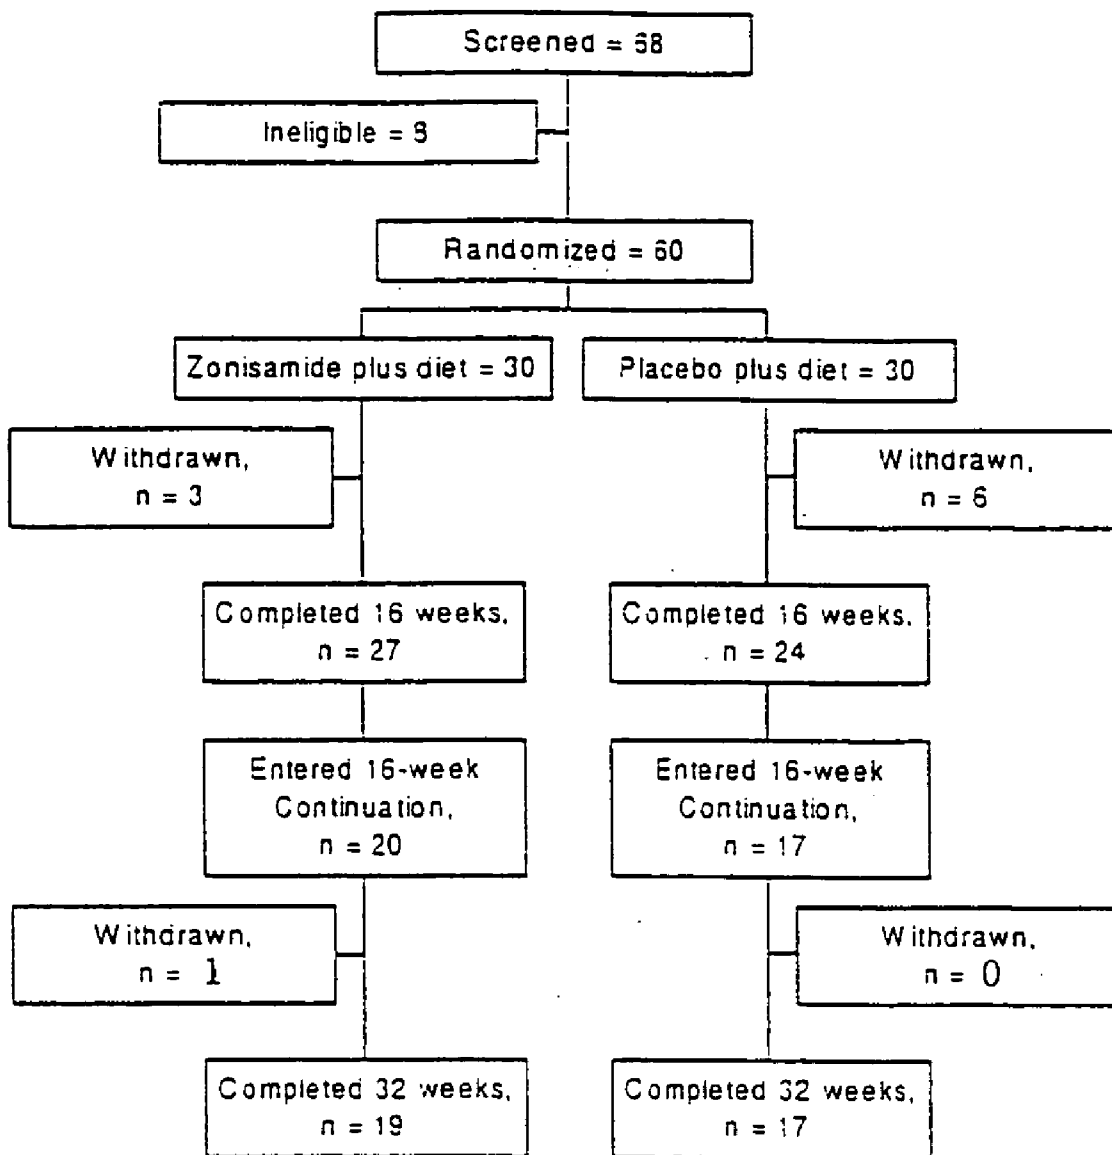 Screened = 68
Ineligible = 8
Randomized = 60
Zonisamide plus diet = 30
Placebo plus diet = 30
Withdrawn,
n = 3
Withdrawn,
n = 6
Completed 16 weeks,
n = 27
Completed 16 weeks,
n = 24
Entered 16-week
Continuation,
n = 20
Entered 16-week
Continuation,
n = 17
Withdrawn,
n = 1
Withdrawn,
n = 0
Completed 32 weeks,
n = 19
Completed 32 weeks,
n = 17